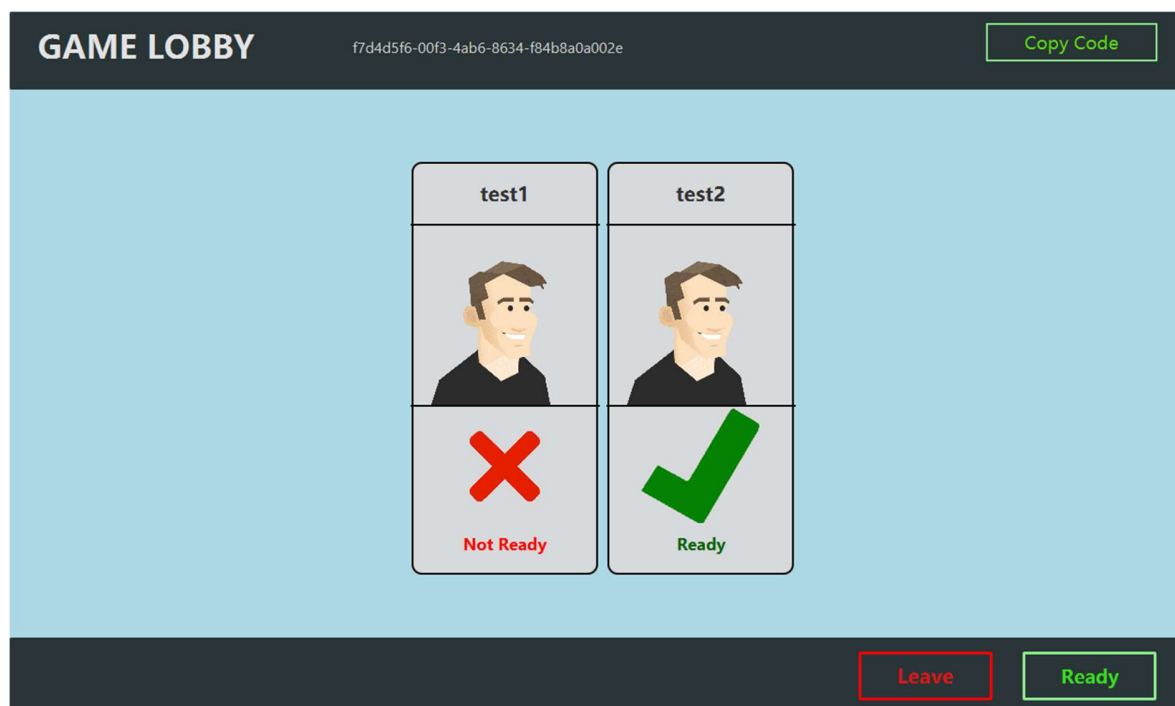 GAME LOBBY
f7d4d5f6-00f3-4ab6-8634-f84b8a0a002e
Copy Code
test1
test2
Not Ready
Ready
Leave
Ready